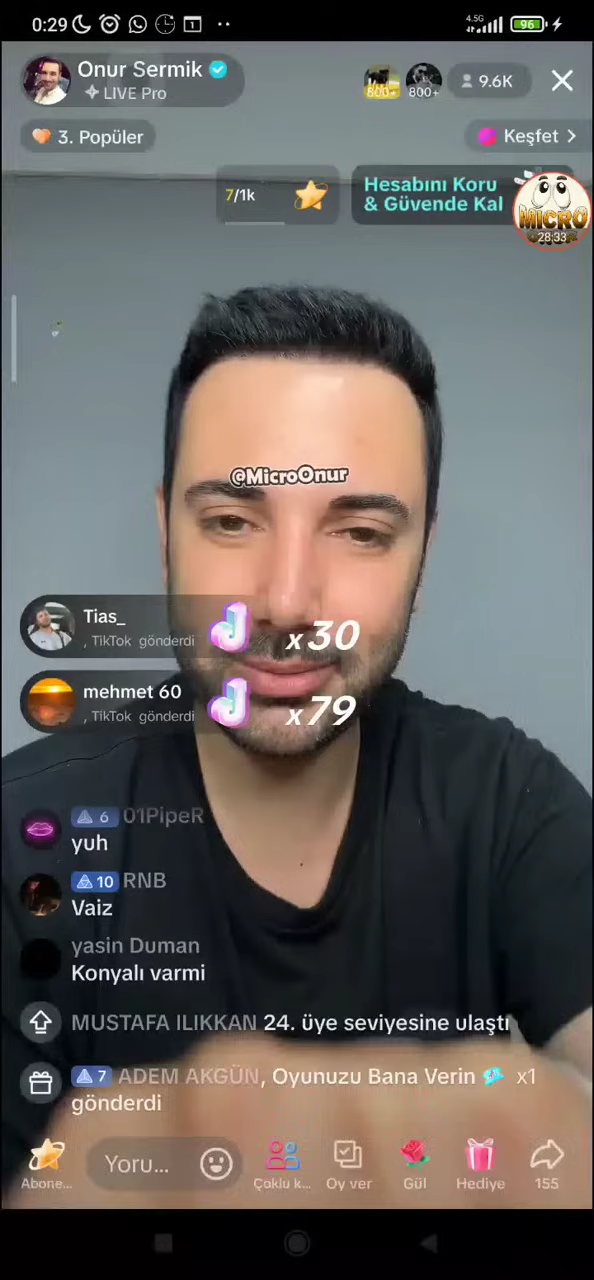 0:29
4.5G
96
Onur Sermik
LIVE Pro
800+
800+
9.6K
3. Popüler
Keşfet
7/1k
Hesabını Koru
& Güvende Kal
MICRO
28:33
@MicroOnur
Tias_
, TikTok gönderdi
x30
mehmet 60
, TikTok gönderdi
x79
6 01PipeR
yuh
10 RNB
Vaiz
yasin Duman
Konyalı varmi
MUSTAFA ILIKKAN 24. üye seviyesine ulaştı
7 ADEM AKGÜN, Oyunuzu Bana Verin x1
gönderdi
Abone...
Yoru...
Çoklu k...
Oy ver
Gül
Hediye
155